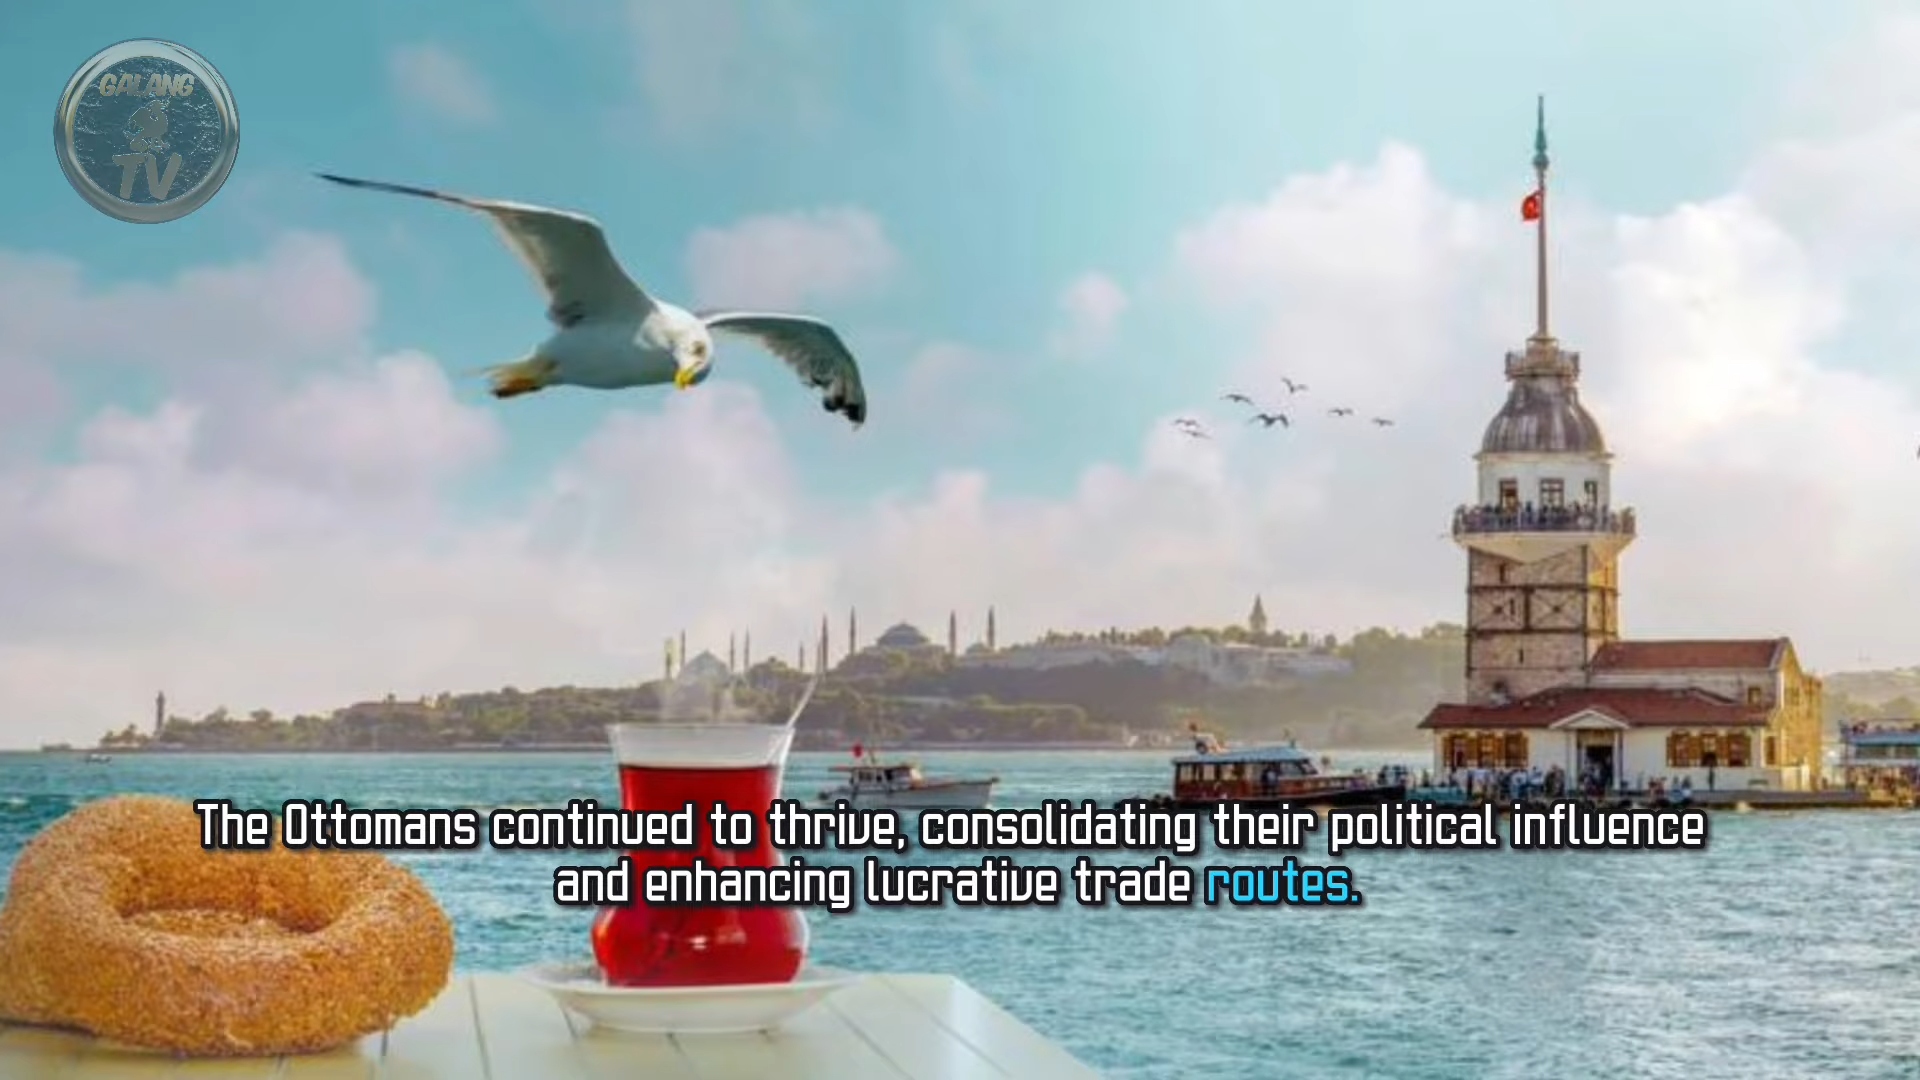 GALANG
TV
The Ottomans continued to thrive, consolidating their political influence
and enhancing lucrative trade routes.